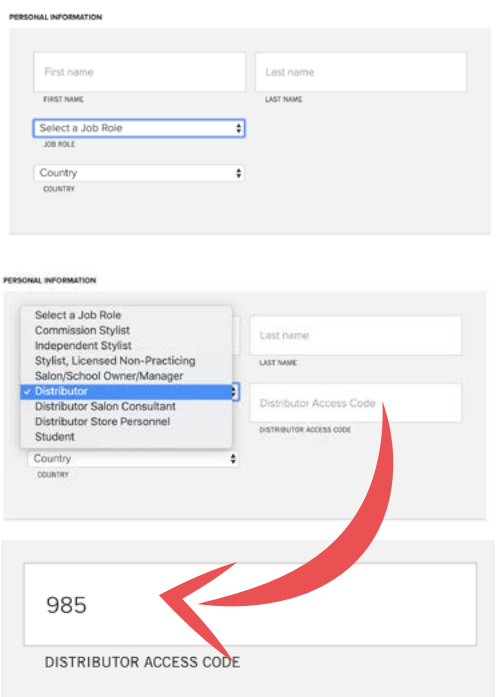 PERSONAL INFORMATION
First name
Last name
FIRST NAME
LAST NAME
Select a Job Role
JOB ROLE
Country
COUNTRY
PERSONAL INFORMATION
Select a Job Role
Commission Stylist
Independent Stylist
Stylist, Licensed Non-Practicing
Salon/School Owner/Manager
✓ Distributor
Distributor Salon Consultant
Distributor Store Personnel
Student
Last name
LAST NAME
Distributor Access Code
DISTRIBUTOR ACCESS CODE
Country
COUNTRY
985
DISTRIBUTOR ACCESS CODE